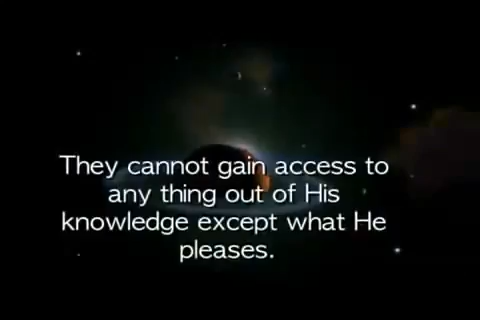 They cannot gain access to
any thing out of His
knowledge except what He
pleases.